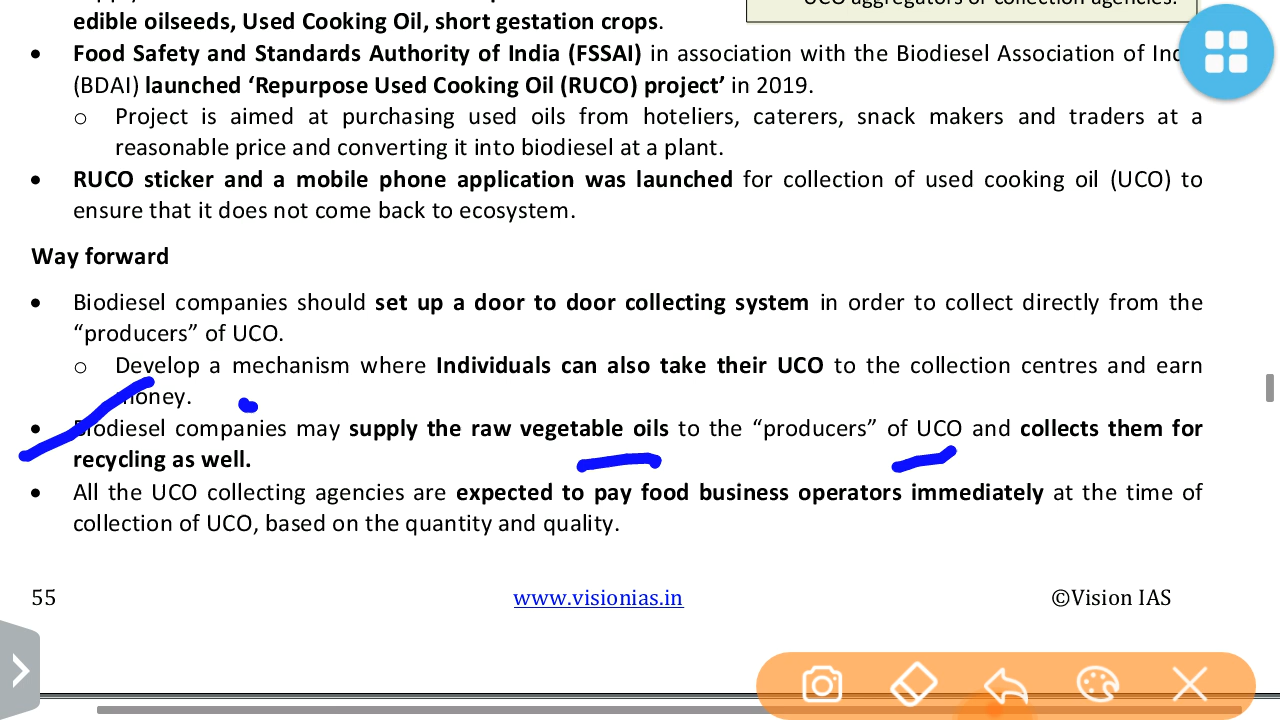 edible oilseeds, Used Cooking Oil, short gestation crops.
UCO aggregators or collection agencies.
• Food Safety and Standards Authority of India (FSSAI) in association with the Biodiesel Association of
(BDAI) launched ‘Repurpose Used Cooking Oil (RUCO) project’ in 2019.
o Project is aimed at purchasing used oils from hoteliers, caterers, snack makers and traders at a
reasonable price and converting it into biodiesel at a plant.
• RUCO sticker and a mobile phone application was launched for collection of used cooking oil (UCO) to
ensure that it does not come back to ecosystem.
Way forward
• Biodiesel companies should set up a door to door collecting system in order to collect directly from the
“producers” of UCO.
o Develop a mechanism where Individuals can also take their UCO to the collection centres and earn
money.
• Biodiesel companies may supply the raw vegetable oils to the “producers” of UCO and collects them for
recycling as well.
• All the UCO collecting agencies are expected to pay food business operators immediately at the time of
collection of UCO, based on the quantity and quality.
55 www.visionias.in ©Vision IAS